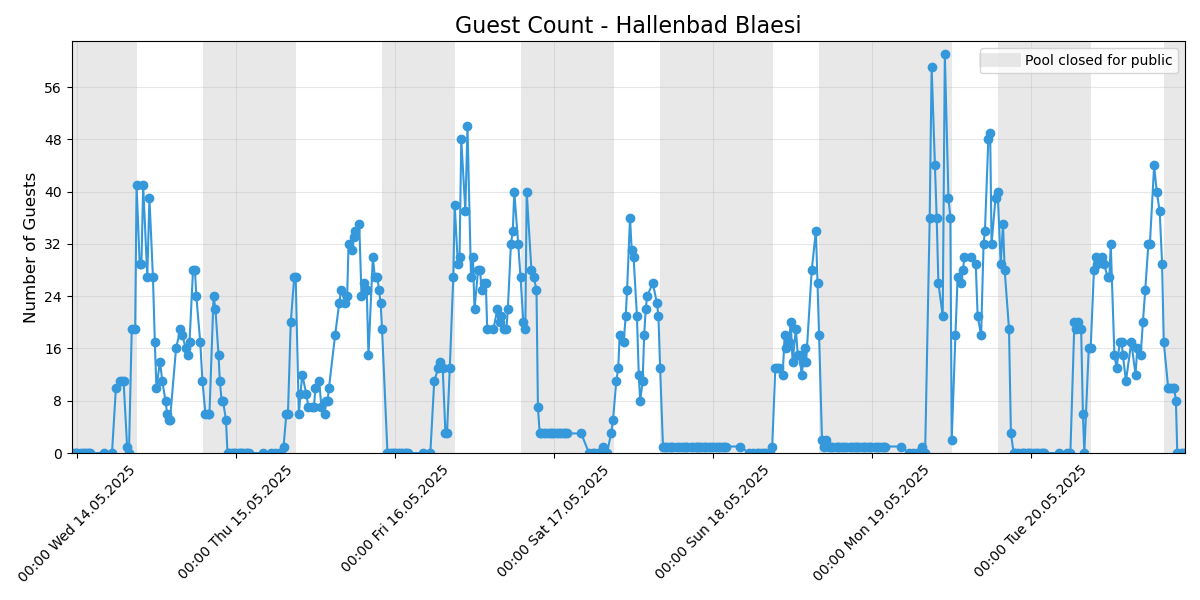 Guest Count - Hallenbad Blaesi
Pool closed for public
Number of Guests
56
48
40
32
24
16
8
0
00:00 Wed 14.05.2025
00:00 Thu 15.05.2025
00:00 Fri 16.05.2025
00:00 Sat 17.05.2025
00:00 Sun 18.05.2025
00:00 Mon 19.05.2025
00:00 Tue 20.05.2025